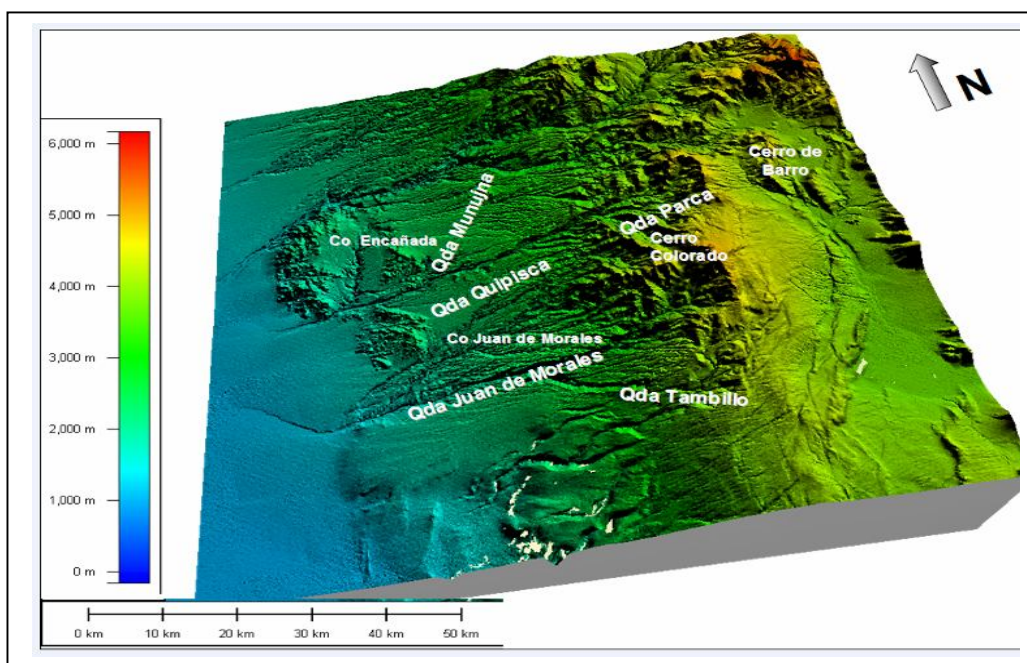 N
6,000 m
5,000 m
4,000 m
3,000 m
2,000 m
1,000 m
0 m
Cerro de
Barro
Qda Parca
Cerro
Colorado
Qda Munujna
Co Encañada
Qda Quipisca
Co Juan de Morales
Qda Juan de Morales
Qda Tambillo
0 km
10 km
20 km
30 km
40 km
50 km